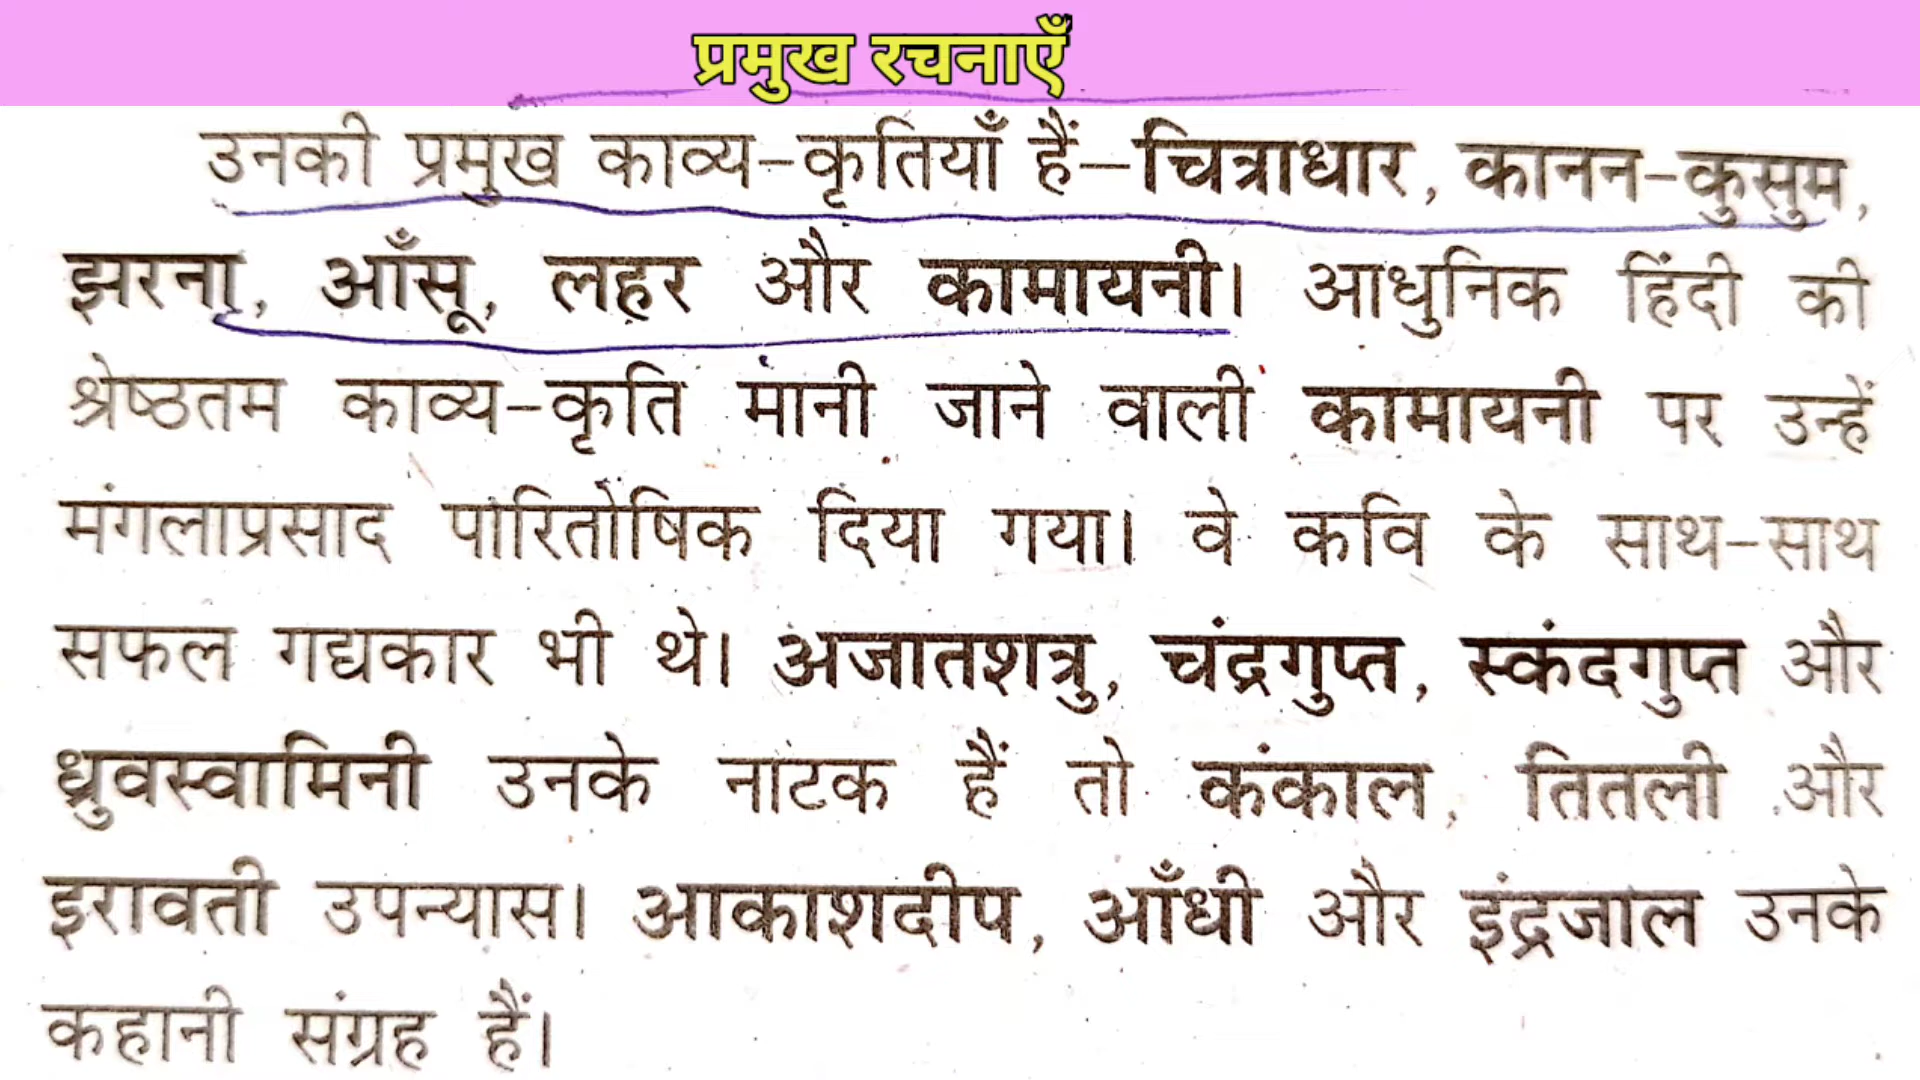 प्रमुख रचनाएँ
उनकी प्रमुख काव्य-कृतियाँ हैं-चित्राधार, कानन-कुसुम,
झरना, आँसू, लहर और कामायनी। आधुनिक हिंदी की
श्रेष्ठतम काव्य-कृति मानी जाने वाली कामायनी पर उन्हें
मंगलाप्रसाद पारितोषिक दिया गया। वे कवि के साथ-साथ
सफल गद्यकार भी थे। अजातशत्रु, चंद्रगुप्त, स्कंदगुप्त और
ध्रुवस्वामिनी उनके नाटक हैं तो कंकाल, तितली और
इरावती उपन्यास। आकाशदीप, आँधी और इंद्रजाल उनके
कहानी संग्रह हैं।